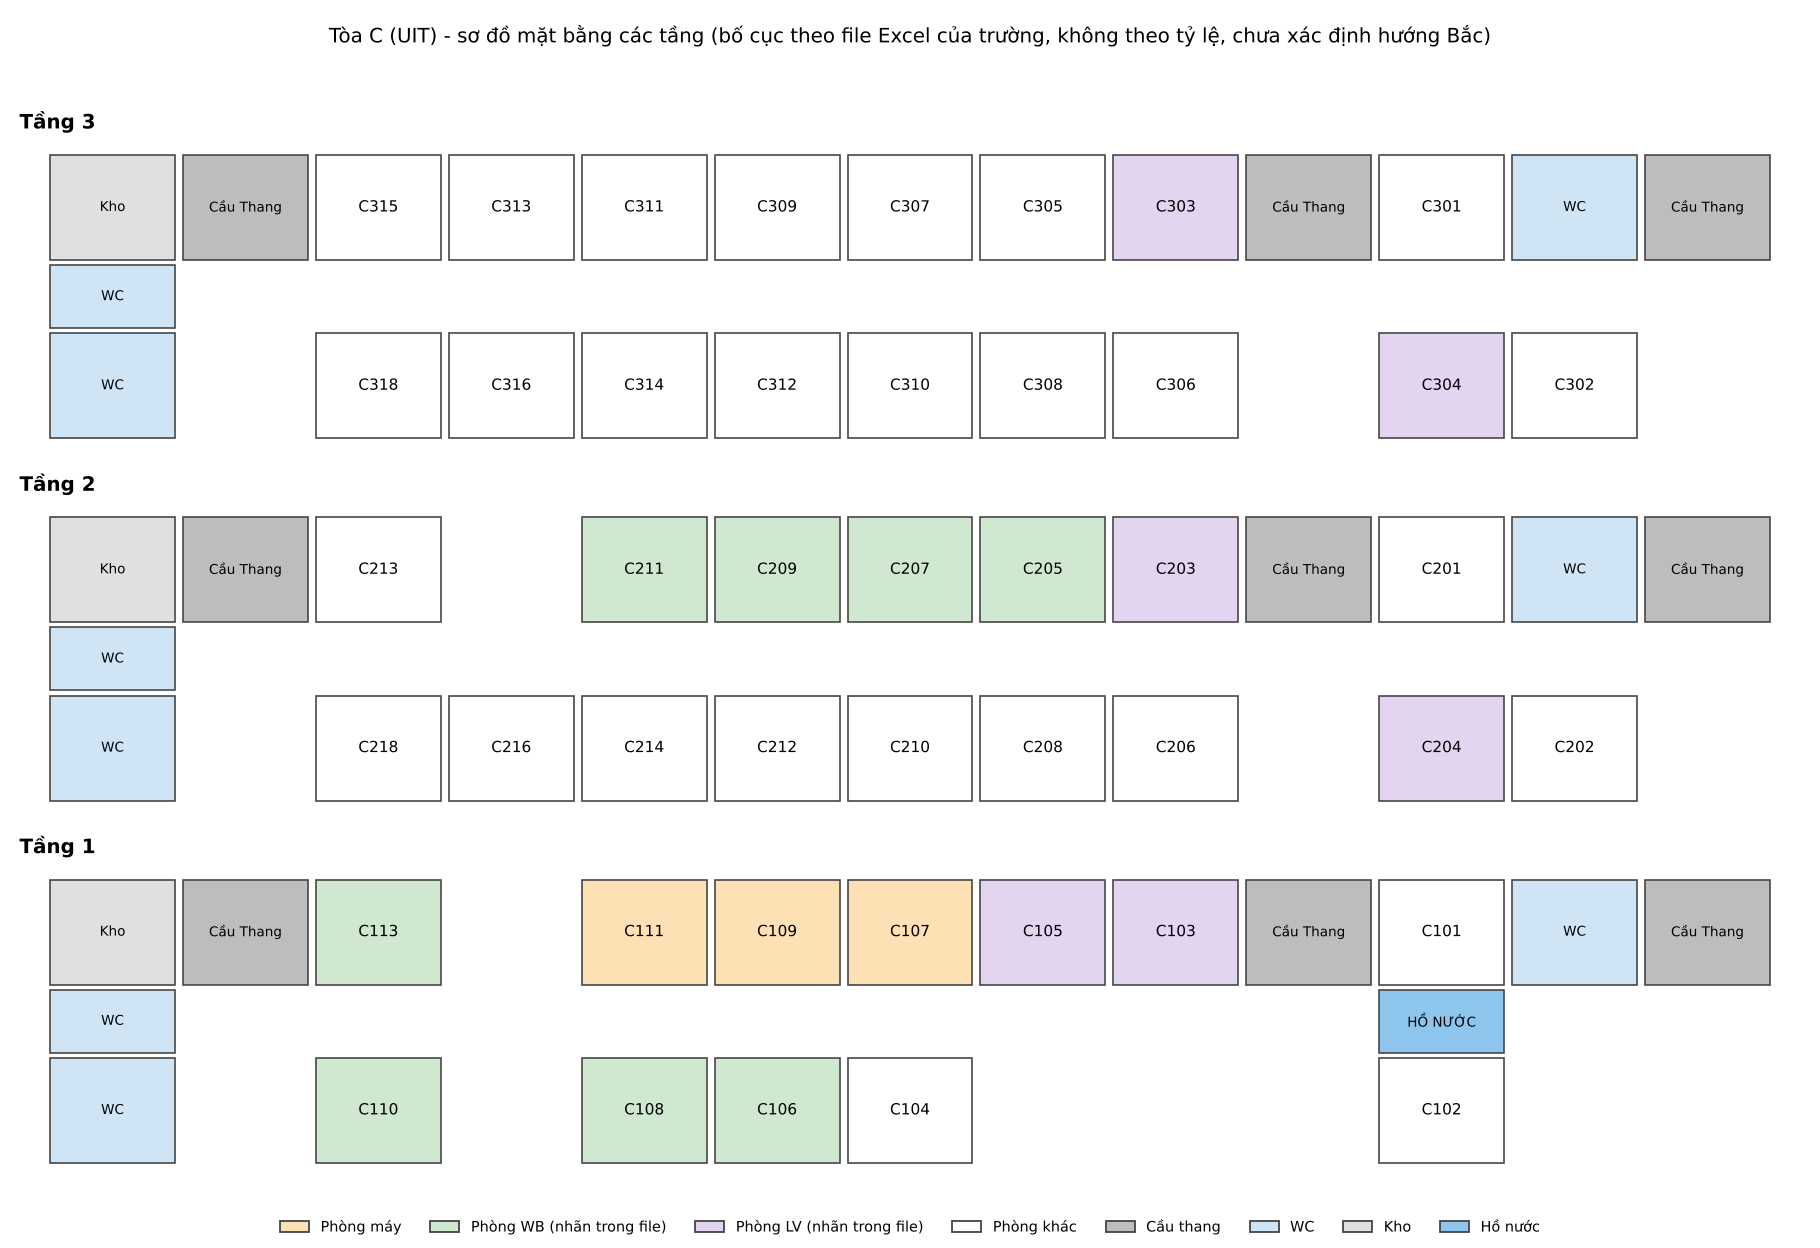 Tòa C (UIT) - sơ đồ mặt bằng các tầng (bố cục theo file Excel của trường, không theo tỷ lệ, chưa xác định hướng Bắc)
Tầng 3
Kho Cầu Thang C315 C313 C311 C309 C307 C305 C303 Cầu Thang C301 WC Cầu Thang
WC
WC C318 C316 C314 C312 C310 C308 C306 C304 C302
Tầng 2
Kho Cầu Thang C213 C211 C209 C207 C205 C203 Cầu Thang C201 WC Cầu Thang
WC
WC C218 C216 C214 C212 C210 C208 C206 C204 C202
Tầng 1
Kho Cầu Thang C113 C111 C109 C107 C105 C103 Cầu Thang C101 WC Cầu Thang
WC HỒ NƯỚC
WC C110 C108 C106 C104 C102
Phòng máy Phòng WB (nhãn trong file) Phòng LV (nhãn trong file) Phòng khác Cầu thang WC Kho Hồ nước